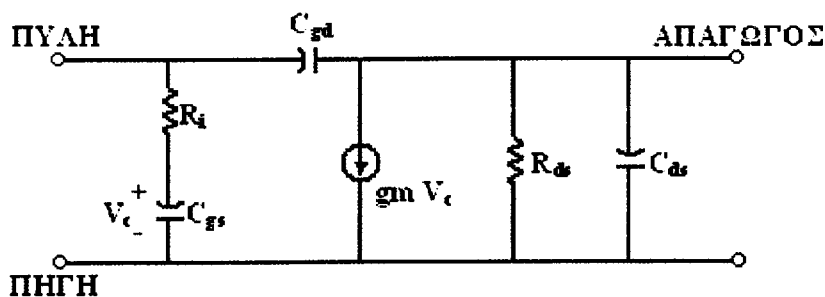 C_gd
ΠΥΛΗ
ΑΠΑΓΩΓΟΣ
R_i
+
V_c
-
C_gs
gm V_c
R_ds
C_ds
ΠΗΓΗ